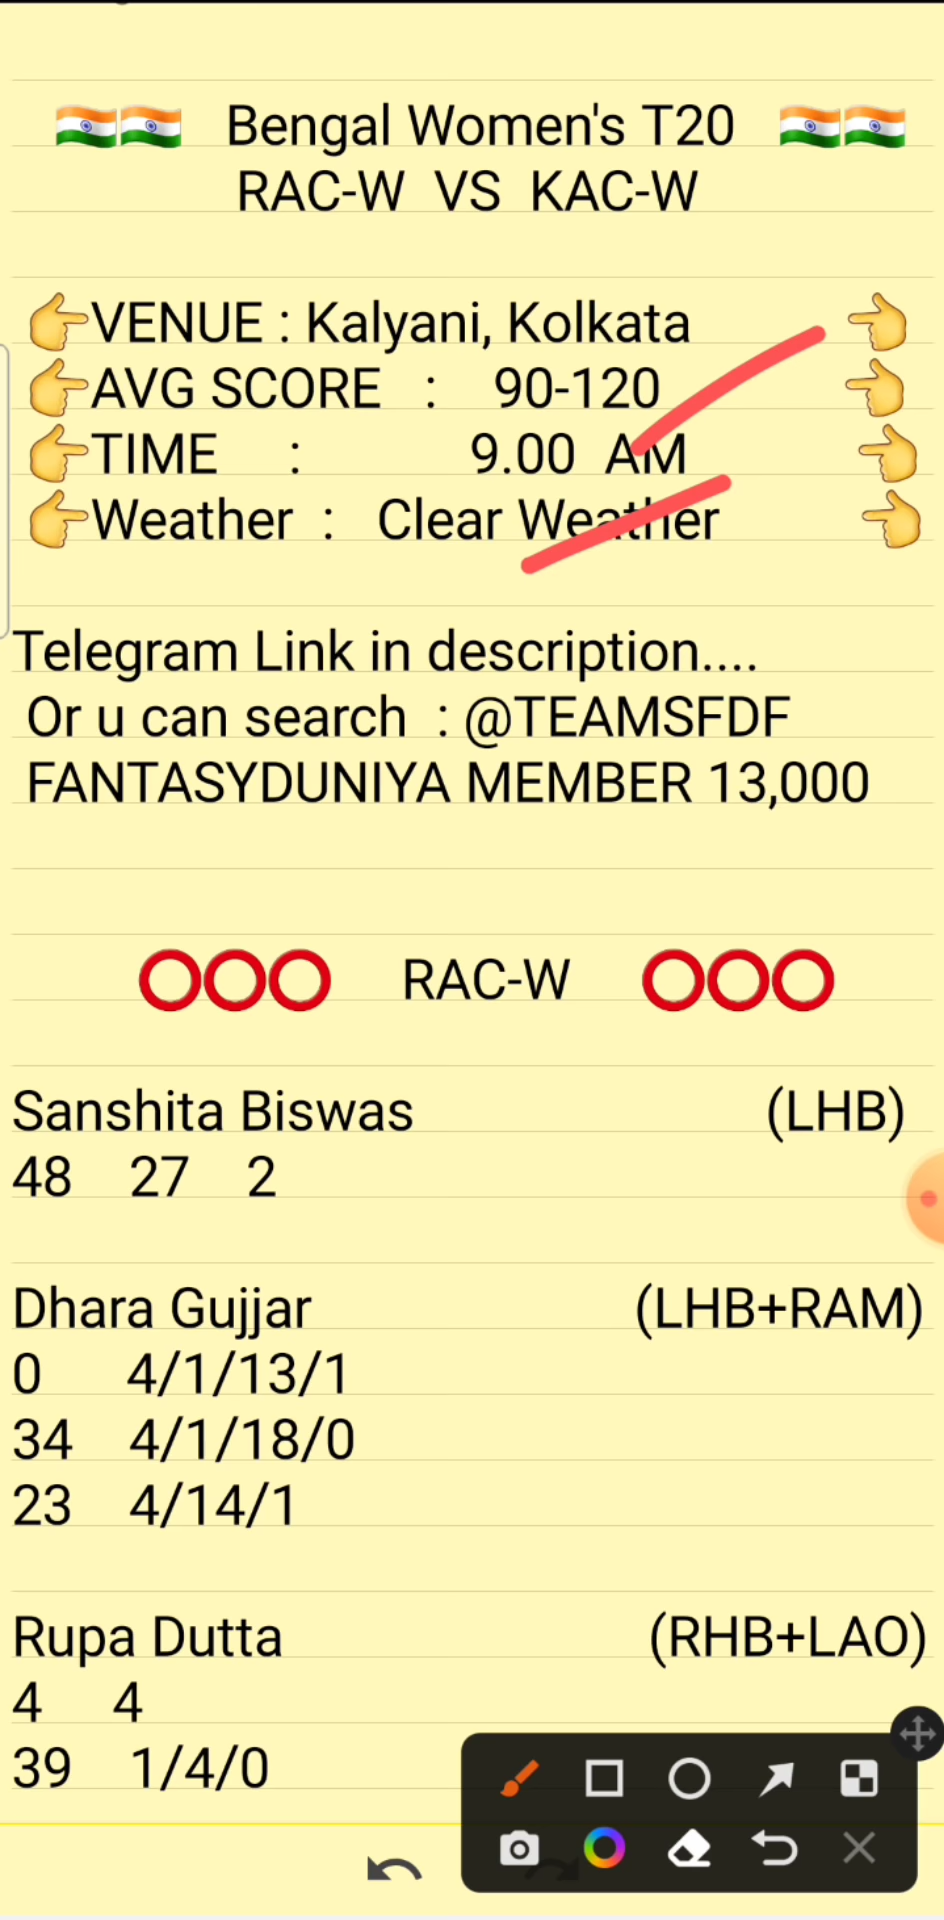 🇮🇳🇮🇳 Bengal Women's T20 🇮🇳🇮🇳
RAC-W VS KAC-W
👉VENUE : Kalyani, Kolkata 👈
👉AVG SCORE : 90-120 👈
👉TIME : 9.00 AM 👈
👉Weather : Clear Weather 👈
Telegram Link in description....
Or u can search : @TEAMSFDF
FANTASYDUNIYA MEMBER 13,000
⭕⭕⭕ RAC-W ⭕⭕⭕
Sanshita Biswas (LHB)
48 27 2
Dhara Gujjar (LHB+RAM)
0 4/1/13/1
34 4/1/18/0
23 4/14/1
Rupa Dutta (RHB+LAO)
4 4
39 1/4/0